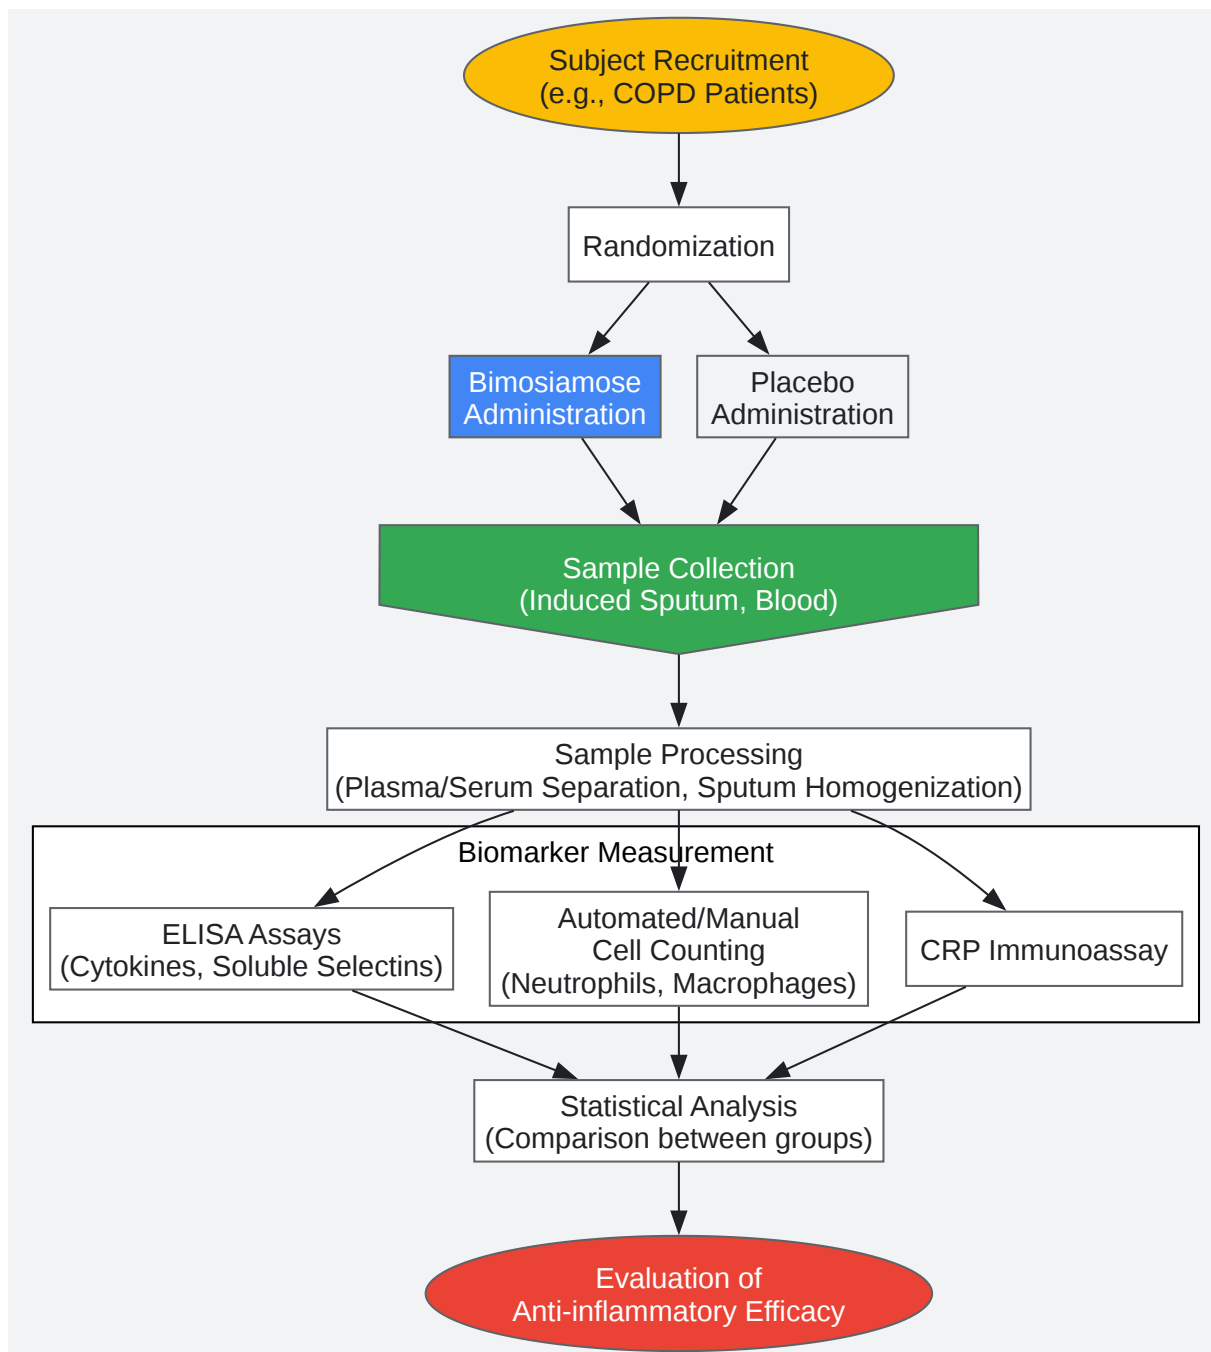 Subject Recruitment
(e.g., COPD Patients)
Randomization
Bimosiamose
Administration
Placebo
Administration
Sample Collection
(Induced Sputum, Blood)
Sample Processing
(Plasma/Serum Separation, Sputum Homogenization)
Biomarker Measurement
ELISA Assays
(Cytokines, Soluble Selectins)
Automated/Manual
Cell Counting
(Neutrophils, Macrophages)
CRP Immunoassay
Statistical Analysis
(Comparison between groups)
Evaluation of
Anti-inflammatory Efficacy